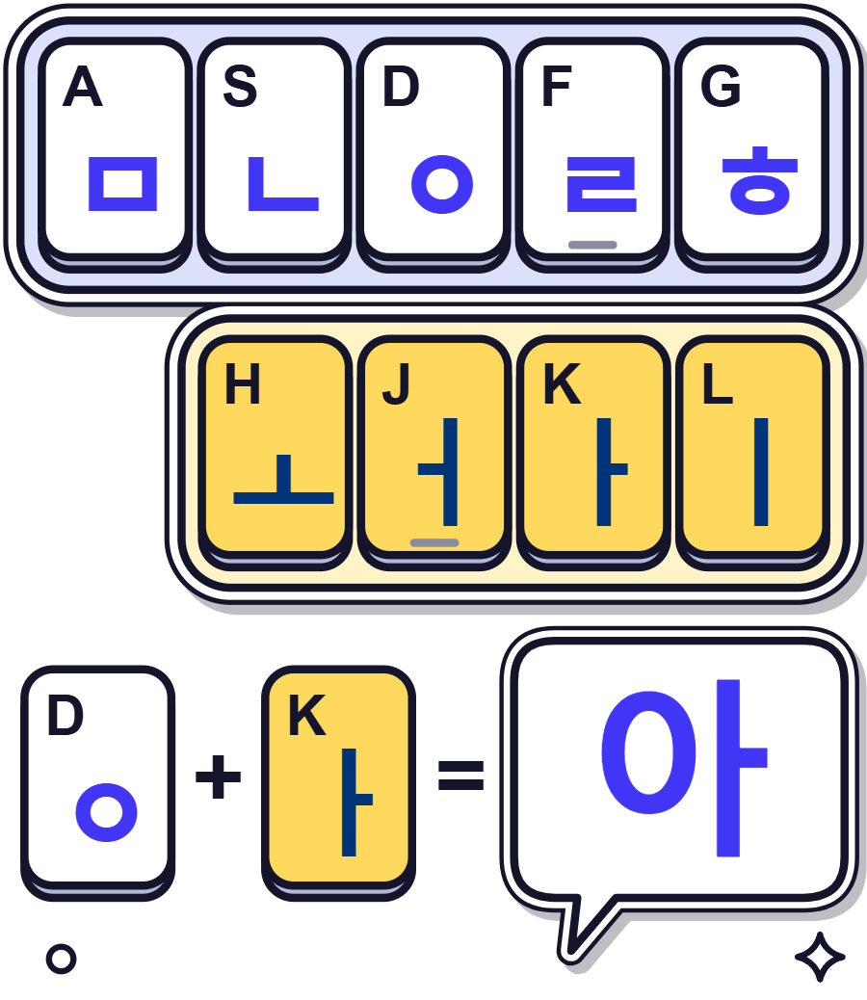 A S D F G
ㅁ ㄴ ㅇ ㄹ ㅎ
H J K L
ㅗ ㅓ ㅏ ㅣ
D K
ㅇ + ㅏ = 아